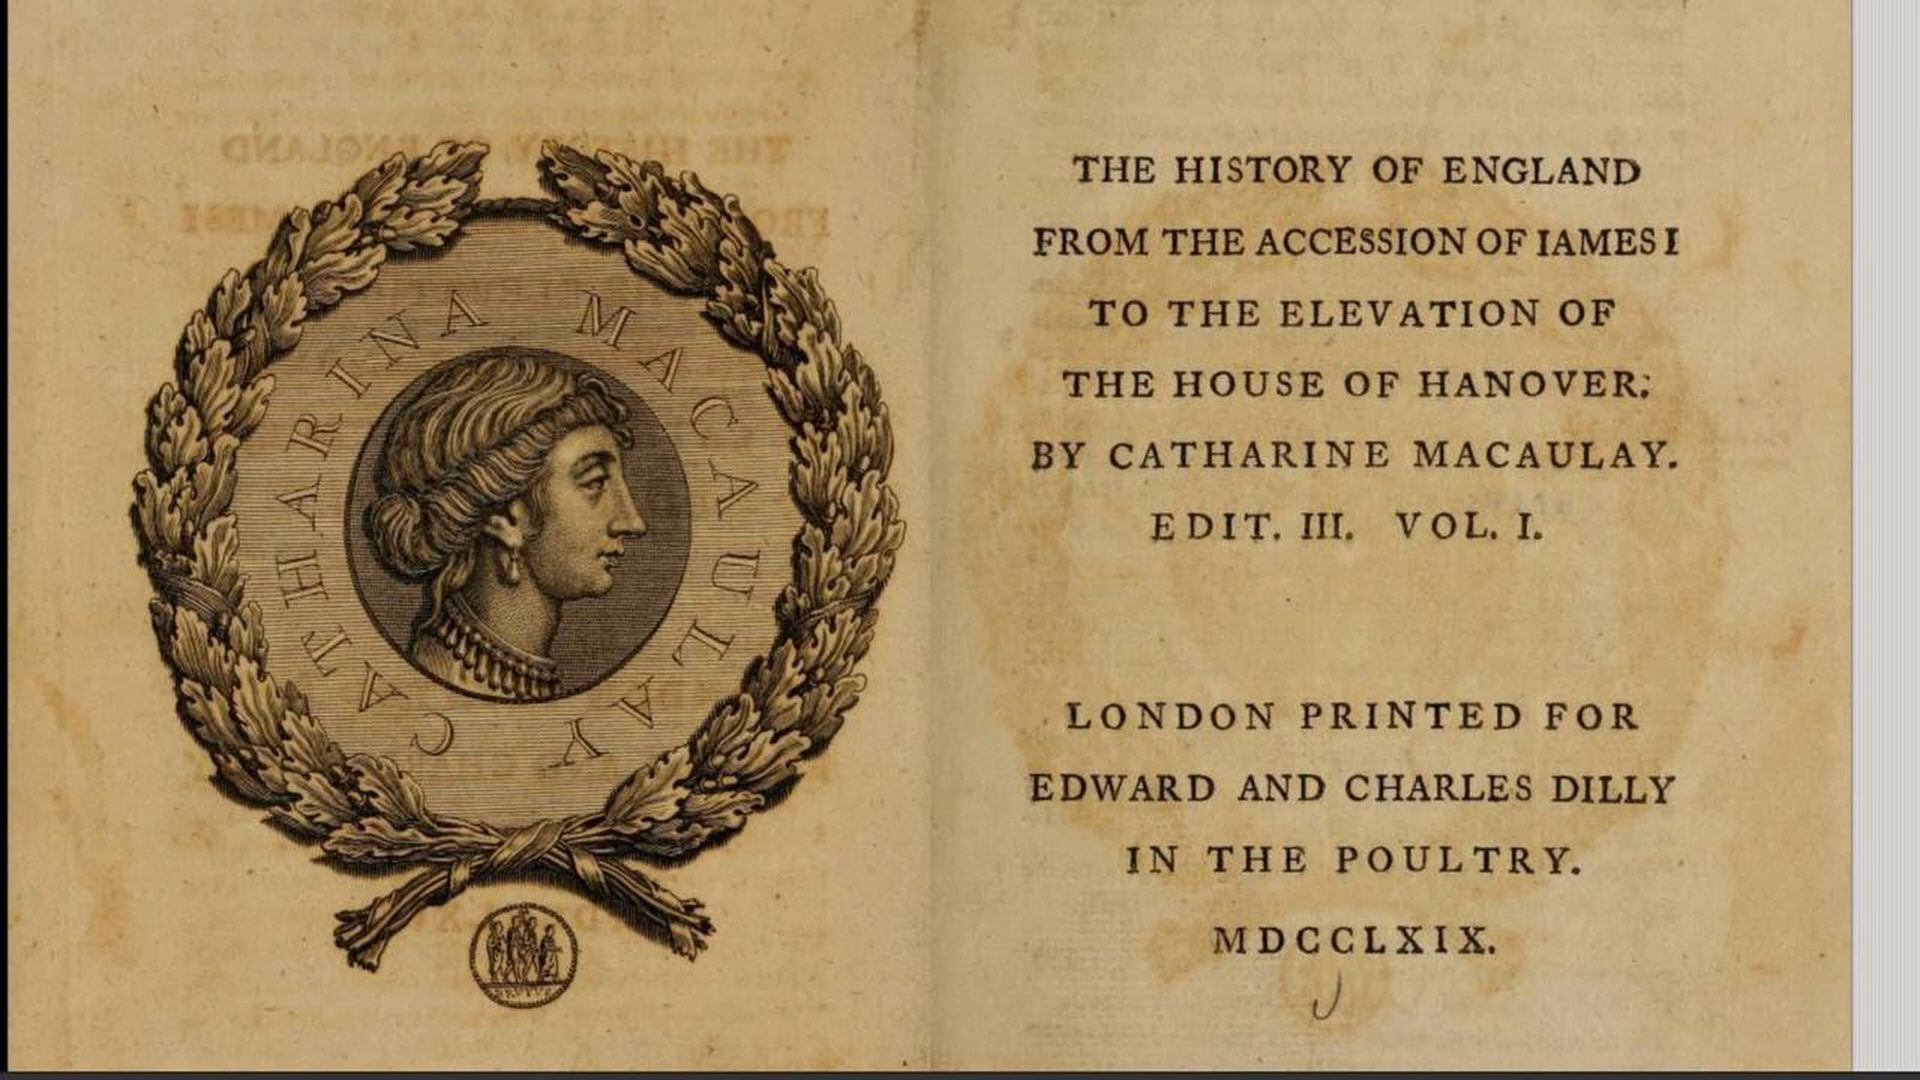 CATHARINA MACAULAY
THE HISTORY OF ENGLAND
FROM THE ACCESSION OF IAMES I
TO THE ELEVATION OF
THE HOUSE OF HANOVER:
BY CATHARINE MACAULAY.
EDIT. III. VOL. I.
LONDON PRINTED FOR
EDWARD AND CHARLES DILLY
IN THE POULTRY.
MDCCLXIX.